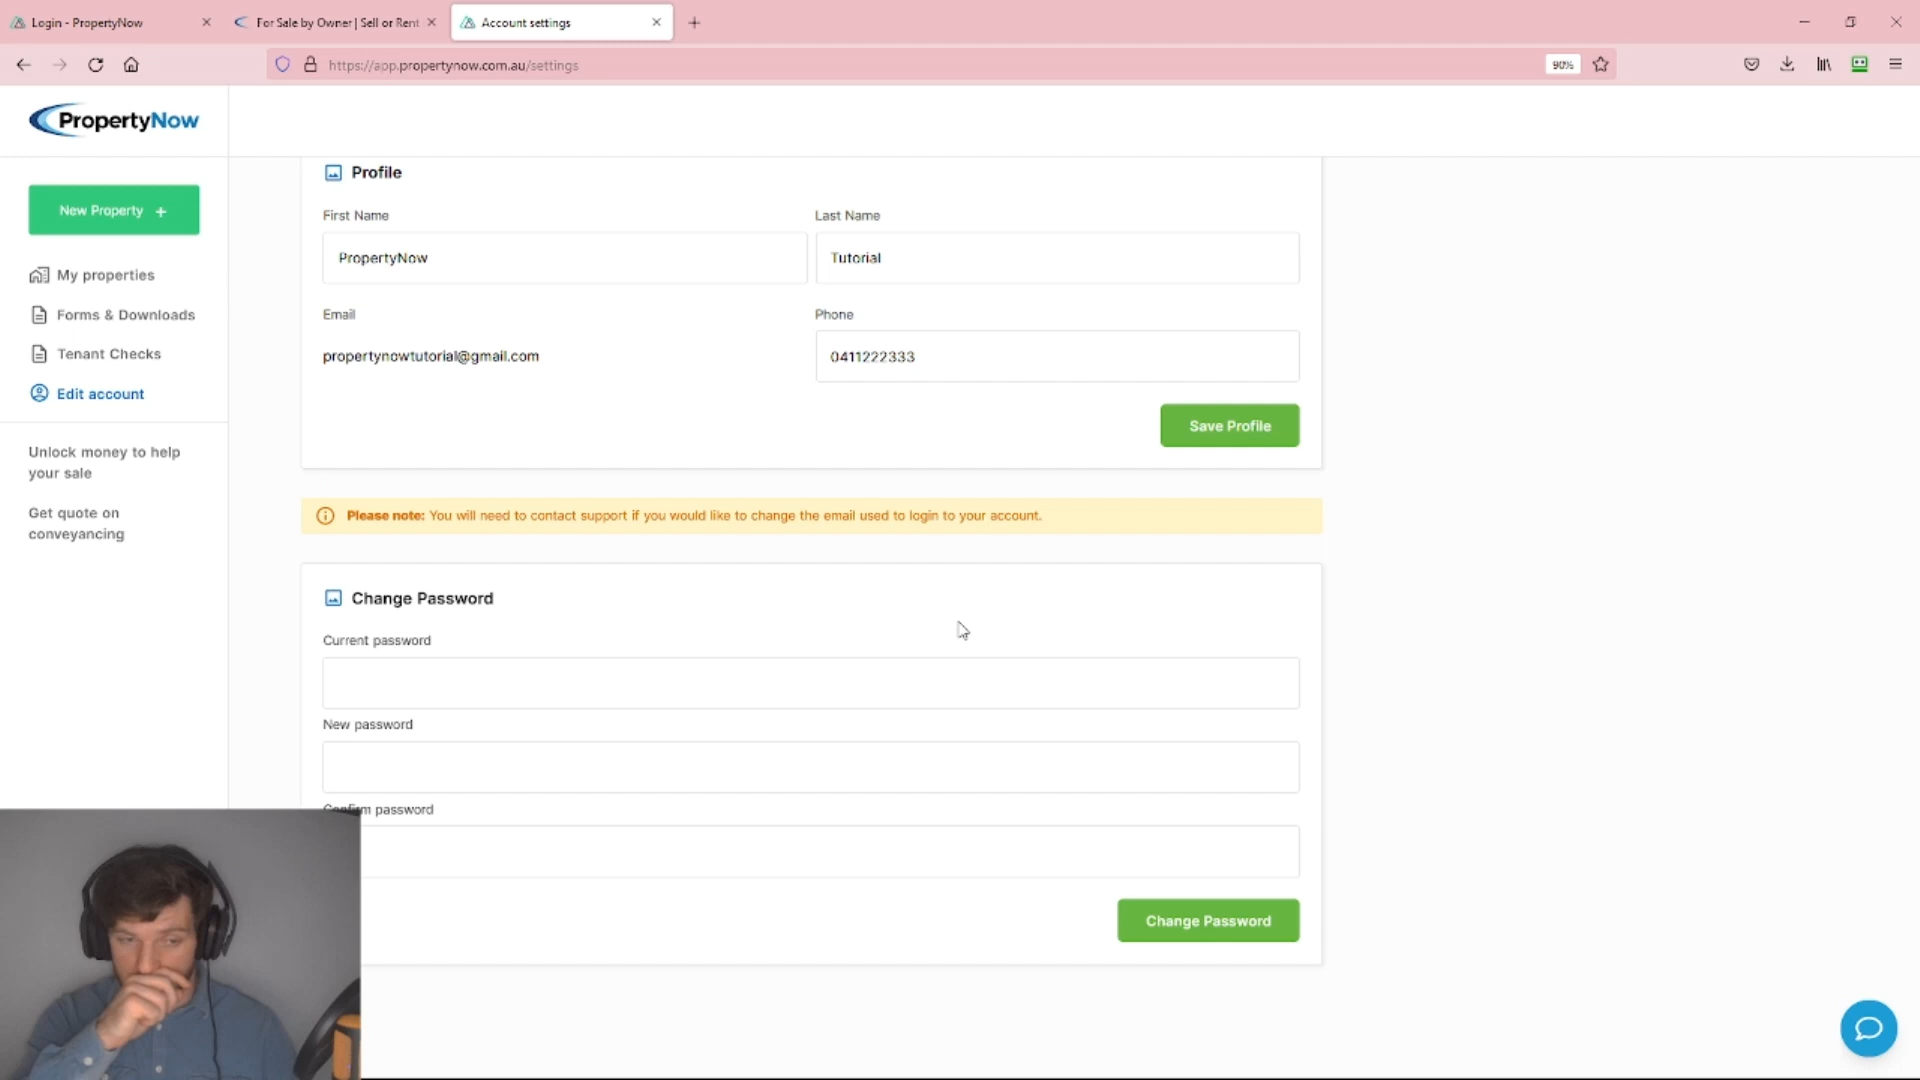 Login - PropertyNow
For Sale by Owner | Sell or Rent
Account settings
https://app.propertynow.com.au/settings
90%
PropertyNow
New Property +
My properties
Forms & Downloads
Tenant Checks
Edit account
Unlock money to help
your sale
Get quote on
conveyancing
Profile
First Name
Last Name
PropertyNow
Tutorial
Email
Phone
propertynowtutorial@gmail.com
0411222333
Save Profile
Please note: You will need to contact support if you would like to change the email used to login to your account.
Change Password
Current password
New password
Confirm password
Change Password